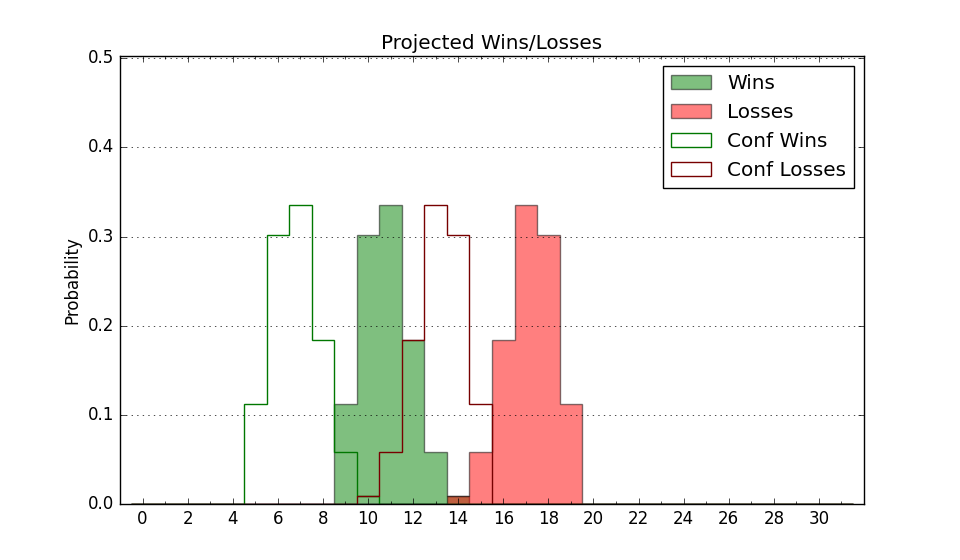 Projected Wins/Losses
Wins
Losses
Conf Wins
Conf Losses
Probability
0.5
0.4
0.3
0.2
0.1
0.0
0 2 4 6 8 10 12 14 16 18 20 22 24 26 28 30